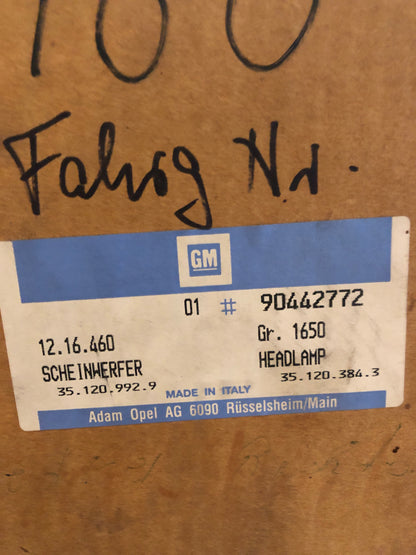 100
Fahrg Nr.
GM
01 # 90442772
12.16.460 Gr. 1650
SCHEINWERFER HEADLAMP
35.120.992.9 35.120.384.3
MADE IN ITALY
Adam Opel AG 6090 Rüsselsheim/Main